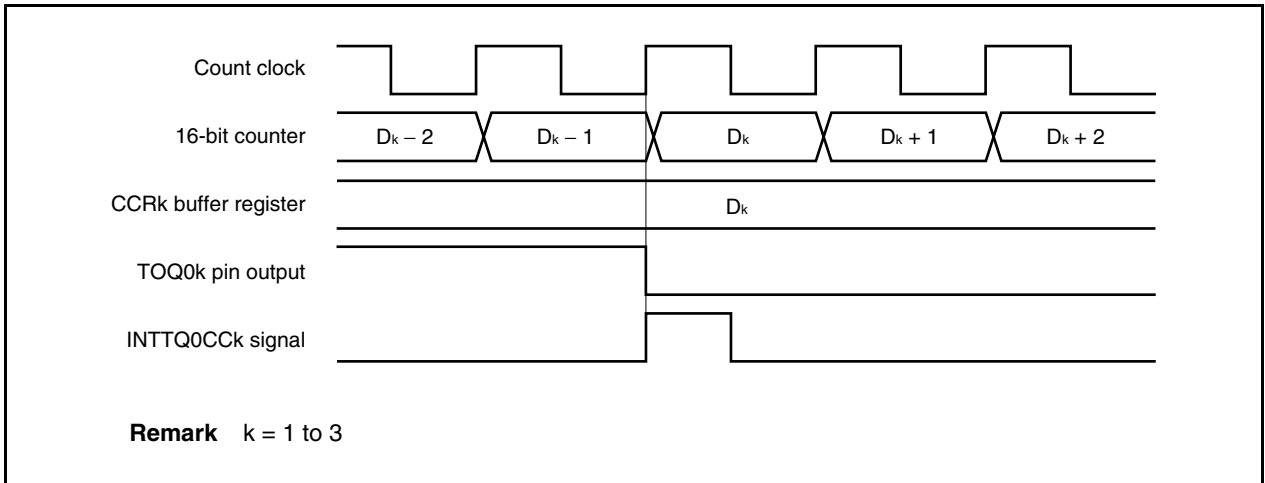 Count clock
16-bit counter Dk − 2 Dk − 1 Dk Dk + 1 Dk + 2
CCRk buffer register Dk
TOQ0k pin output
INTTQ0CCk signal
Remark k = 1 to 3